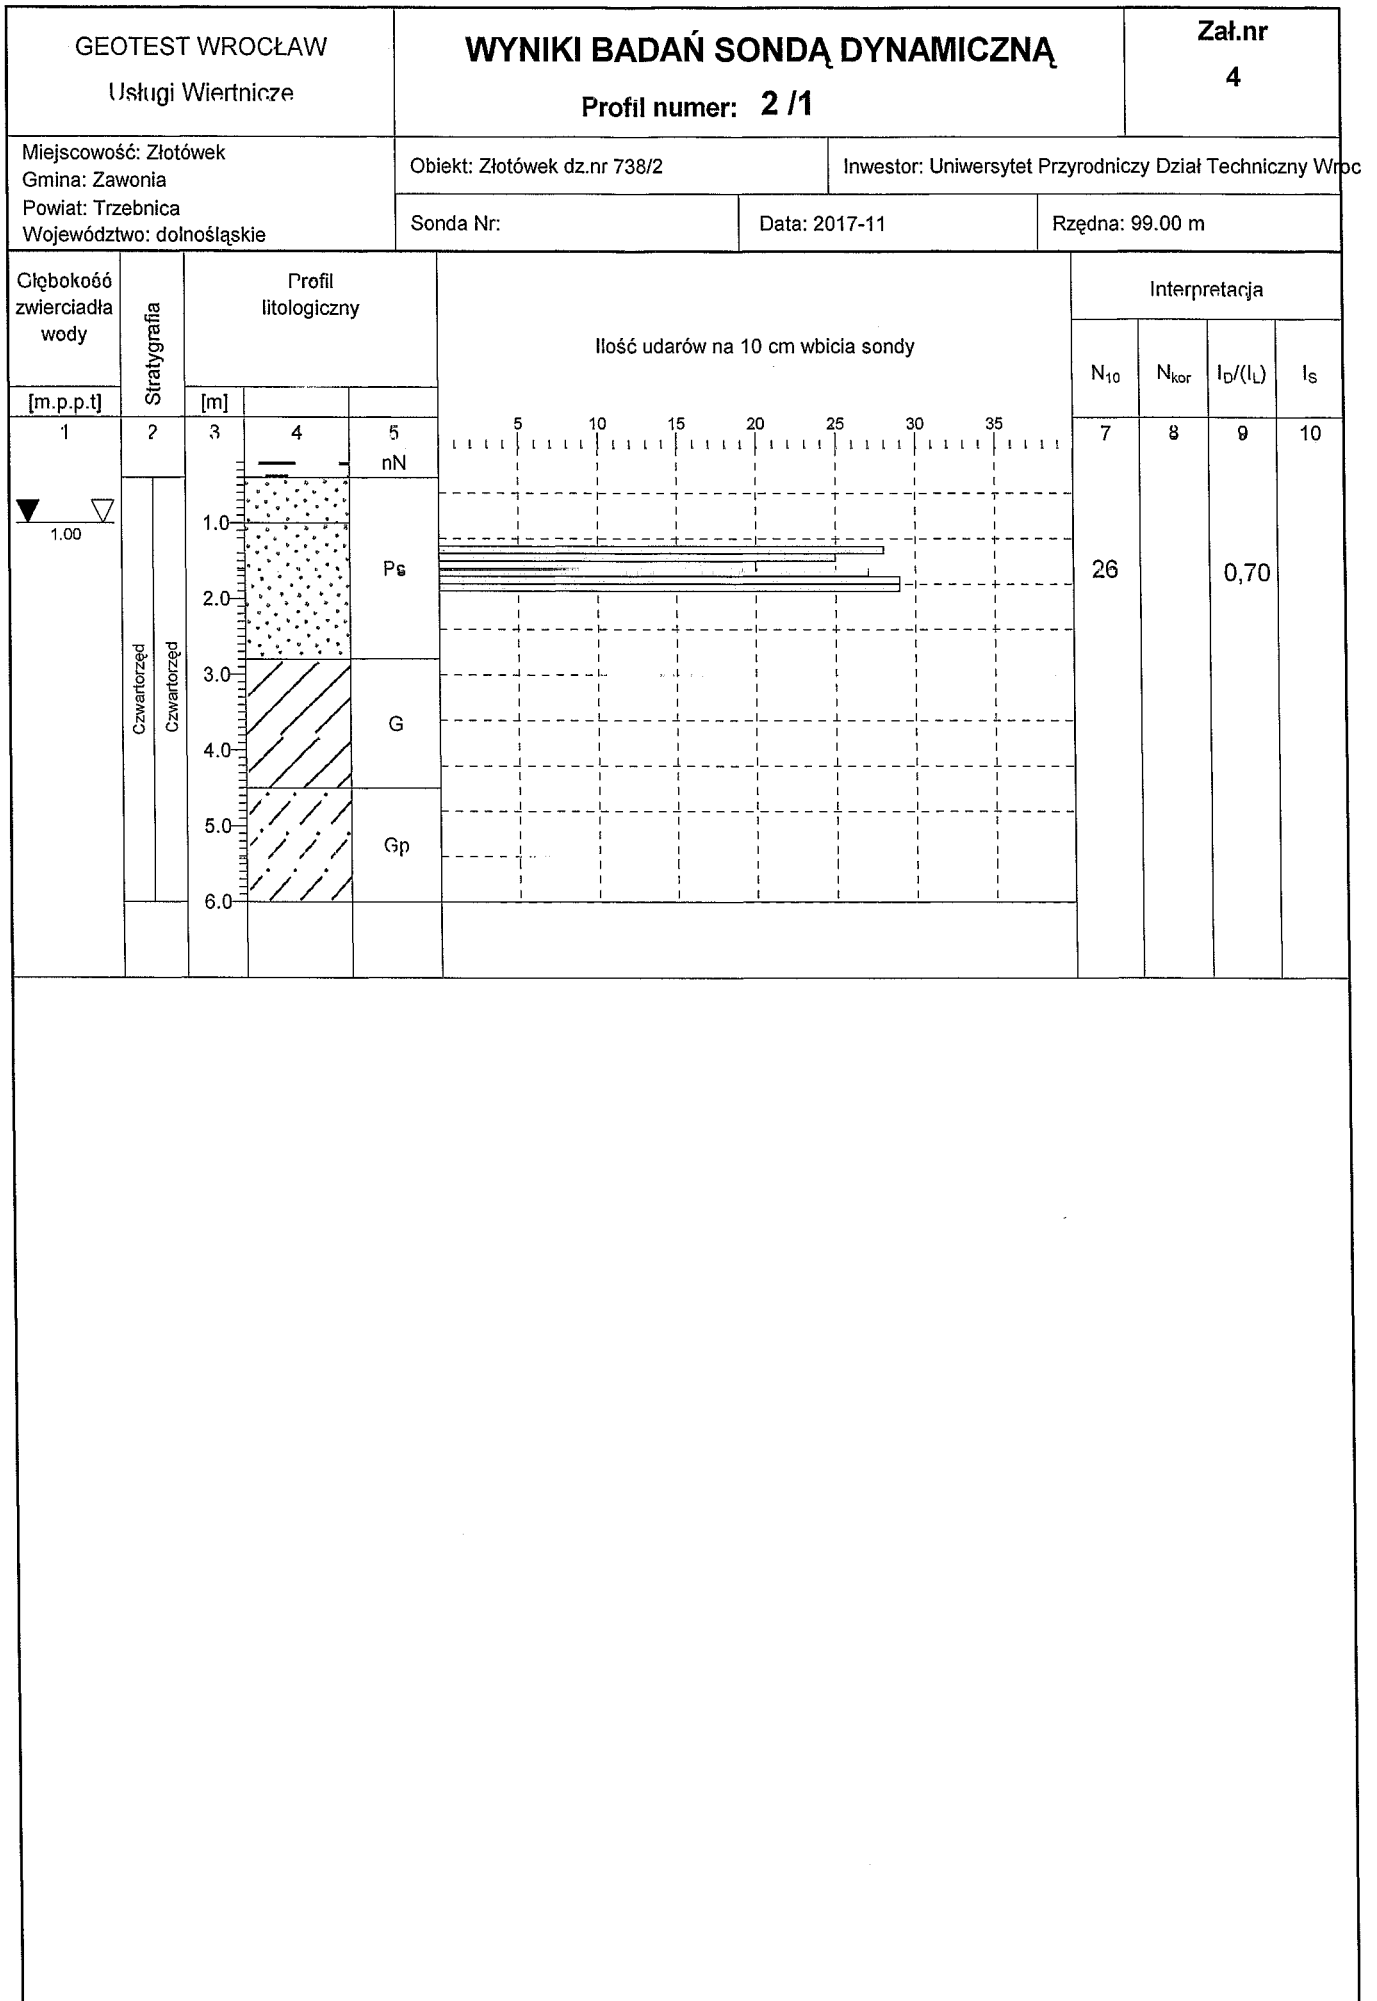 GEOTEST WROCŁAW
Usługi Wiertnicze
WYNIKI BADAŃ SONDĄ DYNAMICZNĄ
Profil numer: 2 /1
Zał.nr
4
Miejscowość: Złotówek
Gmina: Zawonia
Powiat: Trzebnica
Województwo: dolnośląskie
Obiekt: Złotówek dz.nr 738/2
Inwestor: Uniwersytet Przyrodniczy Dział Techniczny Wroc
Sonda Nr:
Data: 2017-11
Rzędna: 99.00 m
Głębokość
zwierciadła
wody
[m.p.p.t]
Stratygrafia
Profil
litologiczny
[m]
Ilość udarów na 10 cm wbicia sondy
Interpretacja
N10
Nkor
ID/(IL)
IS
1 2 3 4 5
5 10 15 20 25 30 35
7 8 9 10
nN
1.00
1.0
Ps
26
0,70
2.0
3.0
Czwartorzęd
Czwartorzęd
G
4.0
5.0
Gp
6.0